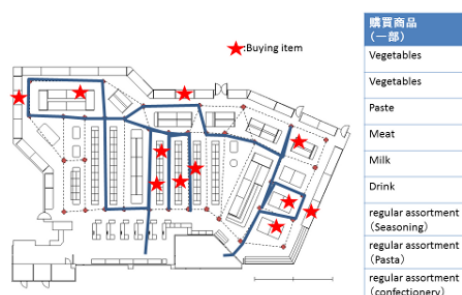 :Buying item
購買商品
（一部）
Vegetables
Vegetables
Paste
Meat
Milk
Drink
regular assortment
（Seasoning）
regular assortment
（Pasta）
regular assortment
（confectionery）